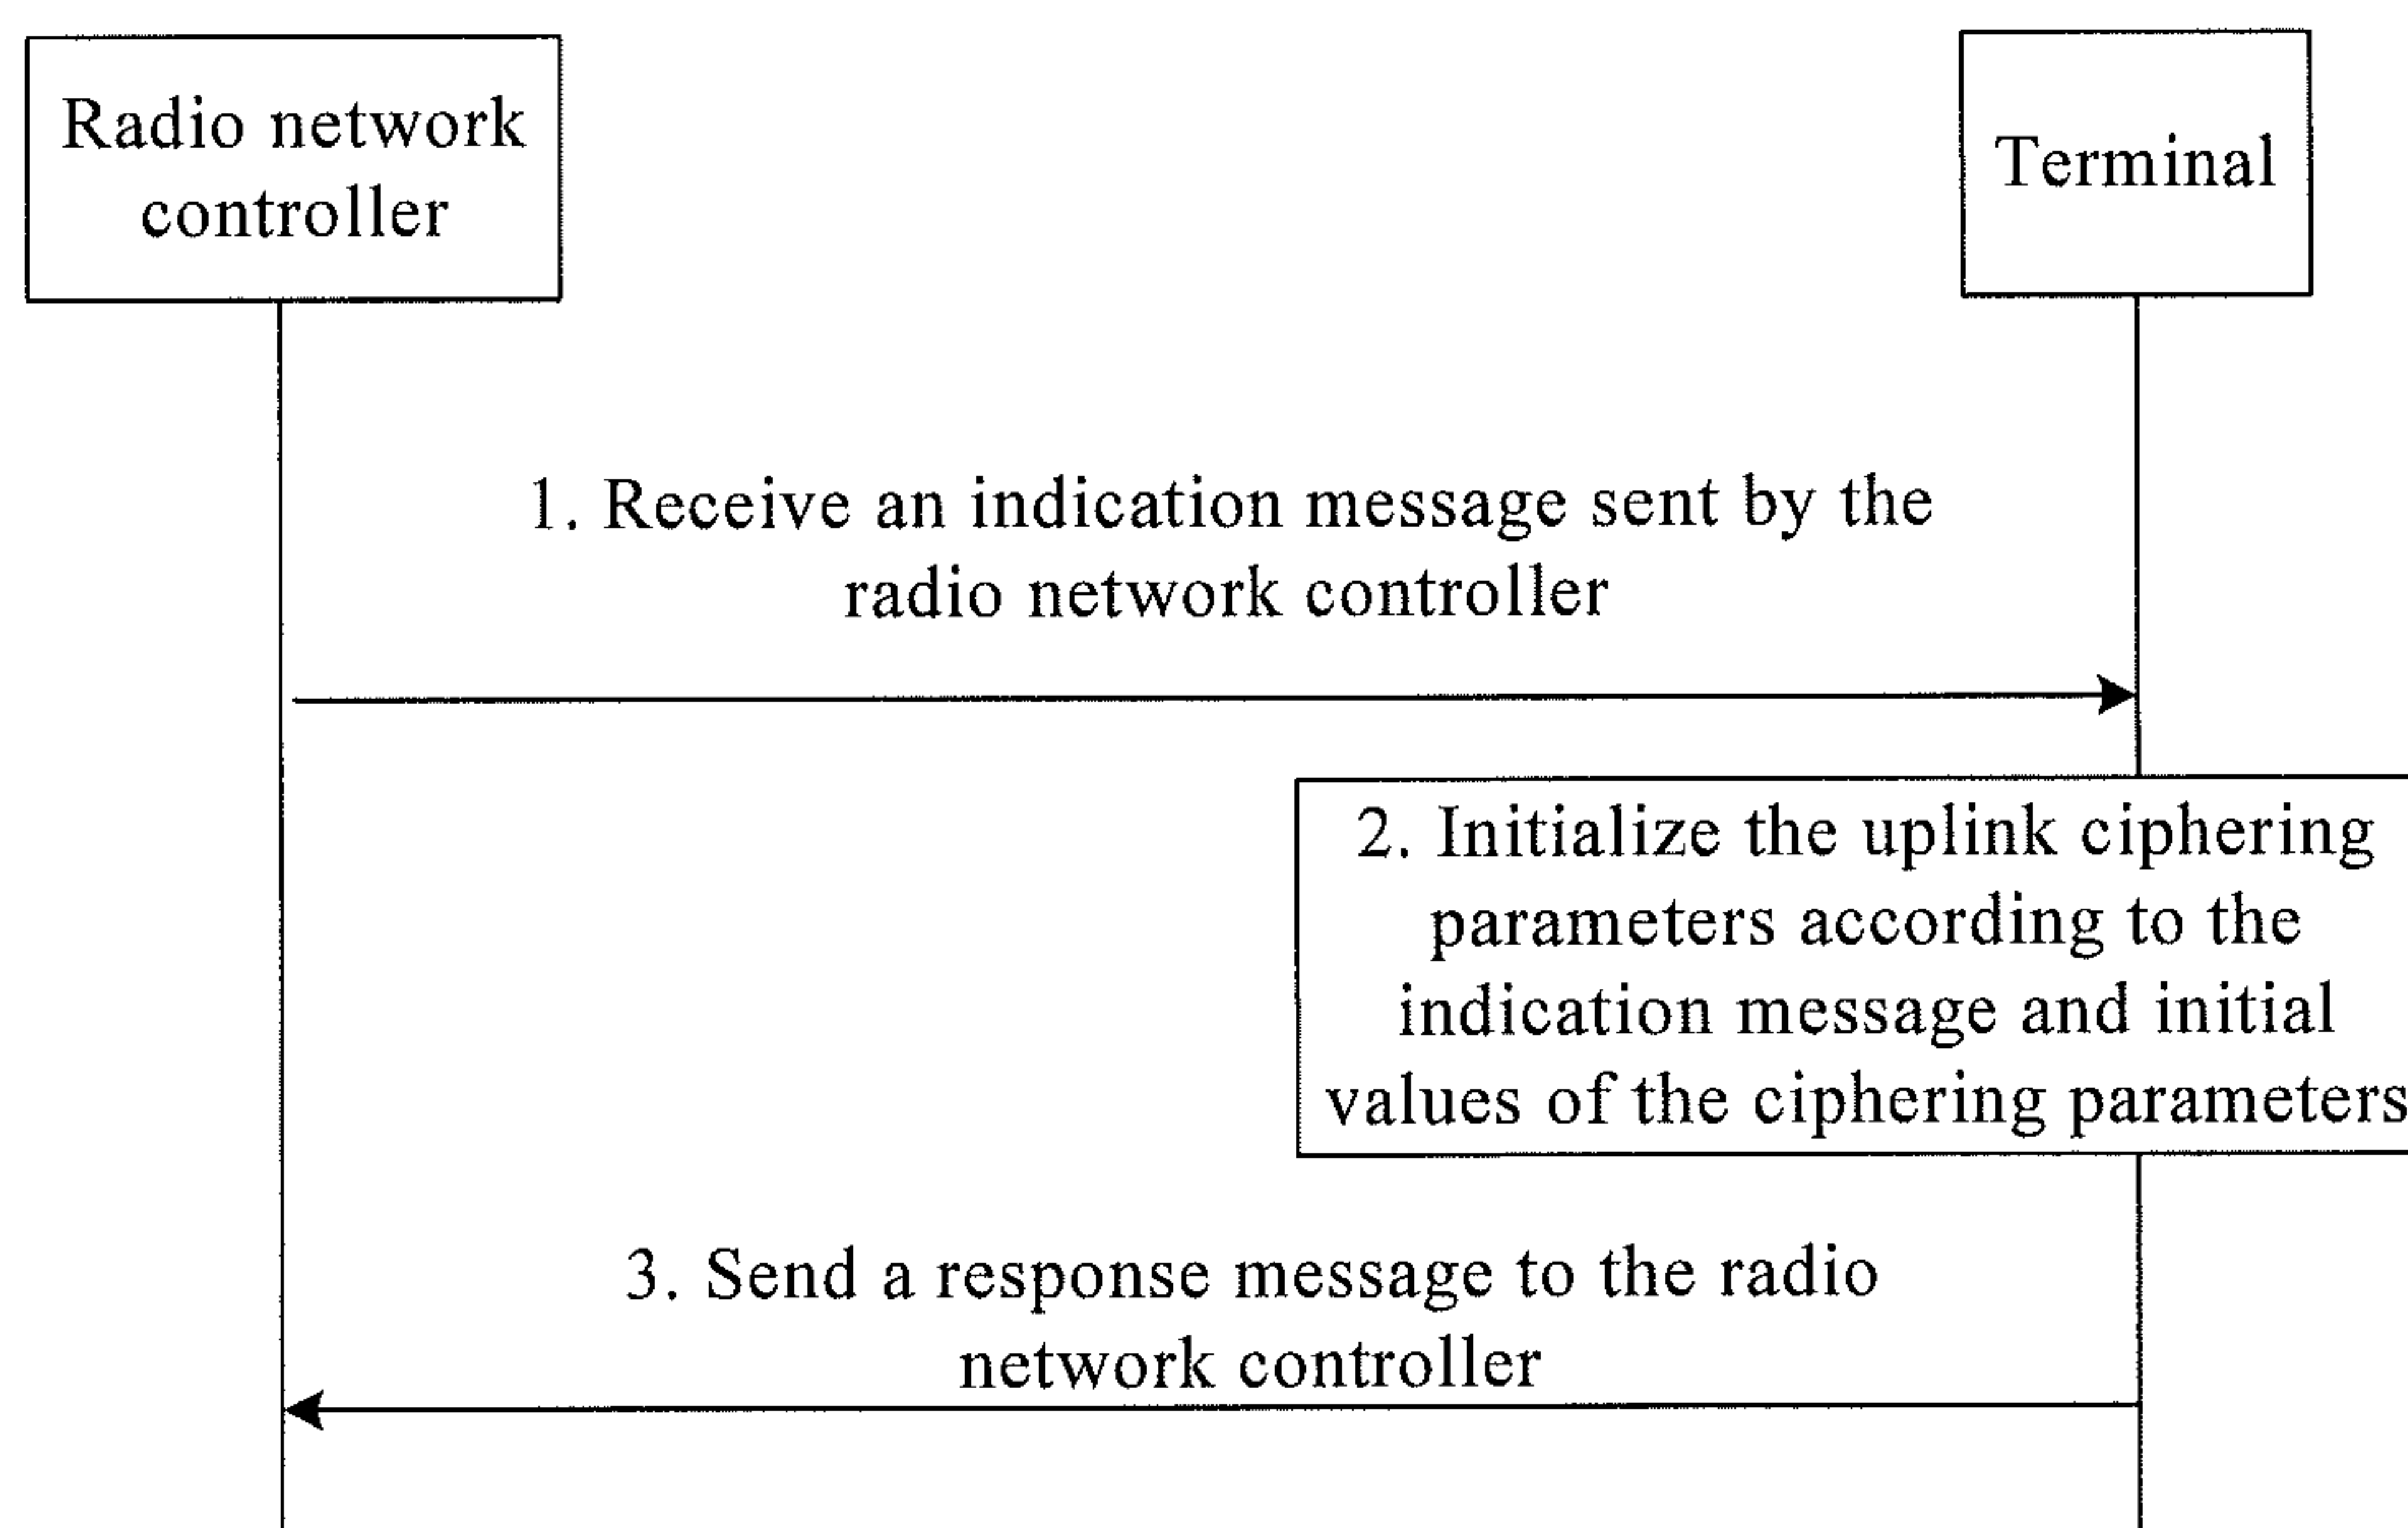 Radio network
controller
Terminal
1. Receive an indication message sent by the
radio network controller
2. Initialize the uplink ciphering
parameters according to the
indication message and initial
values of the ciphering parameters
3. Send a response message to the radio
network controller